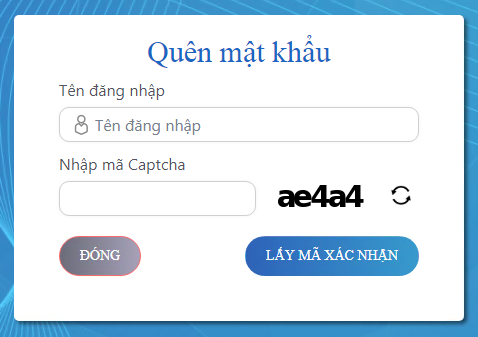 Quên mật khẩu
Tên đăng nhập
Tên đăng nhập
Nhập mã Captcha
ae4a4
ĐÓNG
LẤY MÃ XÁC NHẬN